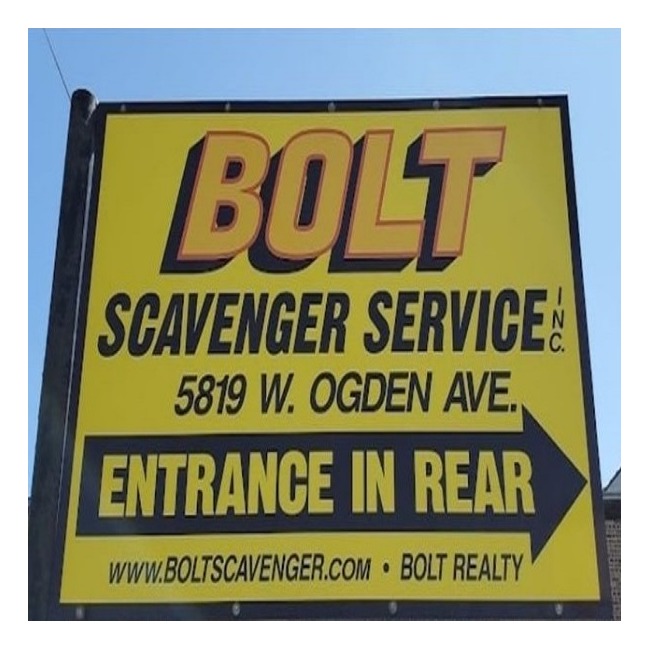 BOLT
SCAVENGER SERVICE INC.
5819 W. OGDEN AVE.
ENTRANCE IN REAR
WWW.BOLTSCAVENGER.COM • BOLT REALTY